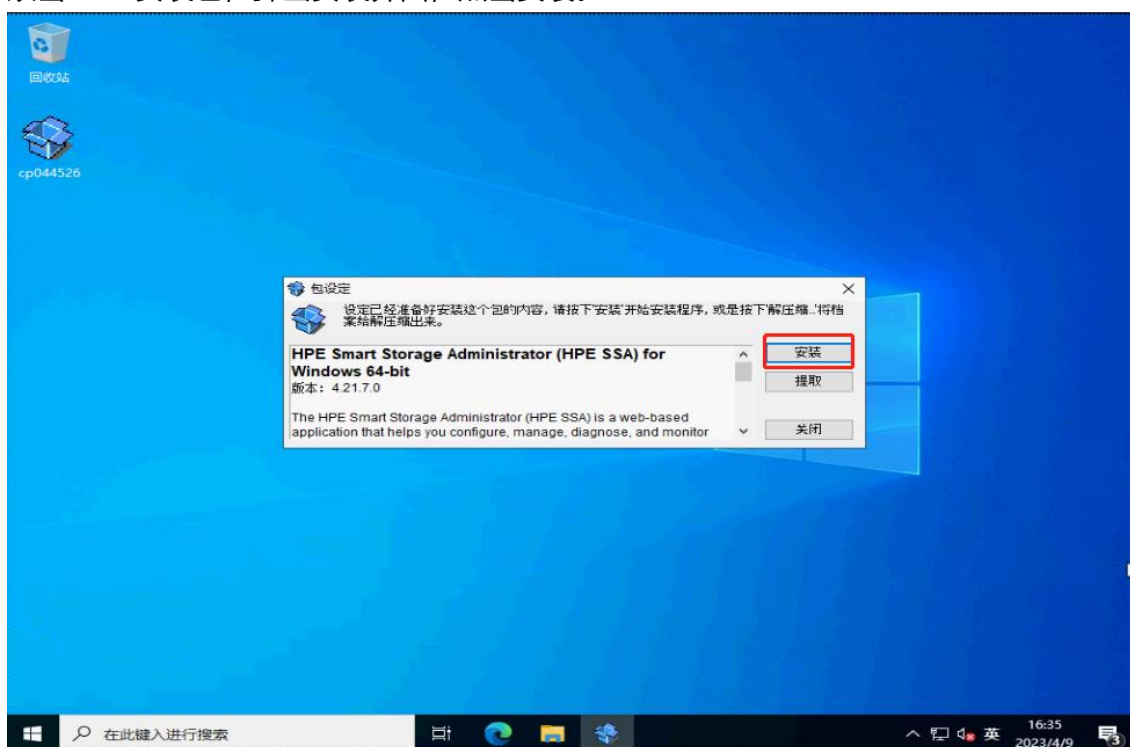 回收站
cp044526
包设定
设定已经准备好安装这个包的内容, 请按下'安装'开始安装程序, 或是按下'解压缩...'将档
案给解压缩出来。
HPE Smart Storage Administrator (HPE SSA) for
Windows 64-bit
版本: 4.21.7.0
The HPE Smart Storage Administrator (HPE SSA) is a web-based
application that helps you configure, manage, diagnose, and monitor
安装
提取
关闭
在此键入进行搜索
英
16:35
2023/4/9
3